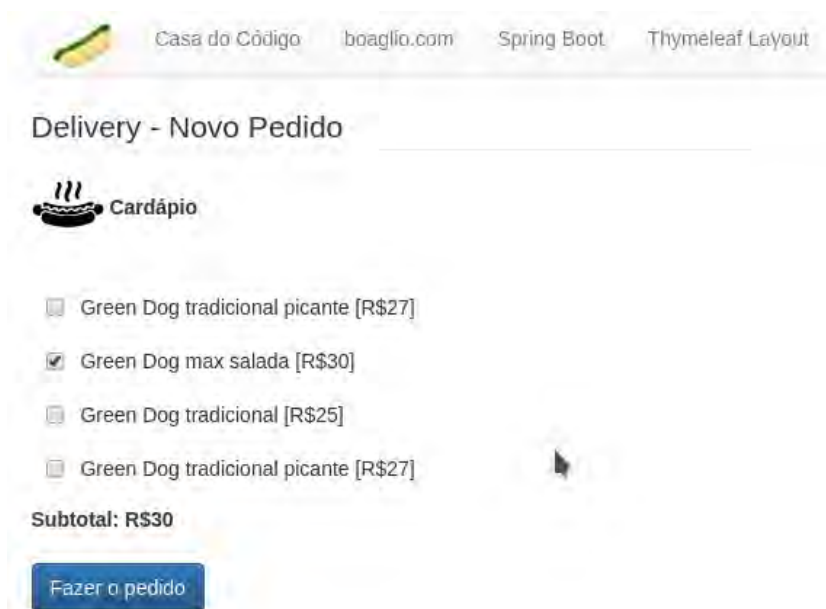 Casa do Código boaglio.com Spring Boot Thymeleaf Layout
Delivery - Novo Pedido
Cardápio
Green Dog tradicional picante [R$27]
Green Dog max salada [R$30]
Green Dog tradicional [R$25]
Green Dog tradicional picante [R$27]
Subtotal: R$30
Fazer o pedido